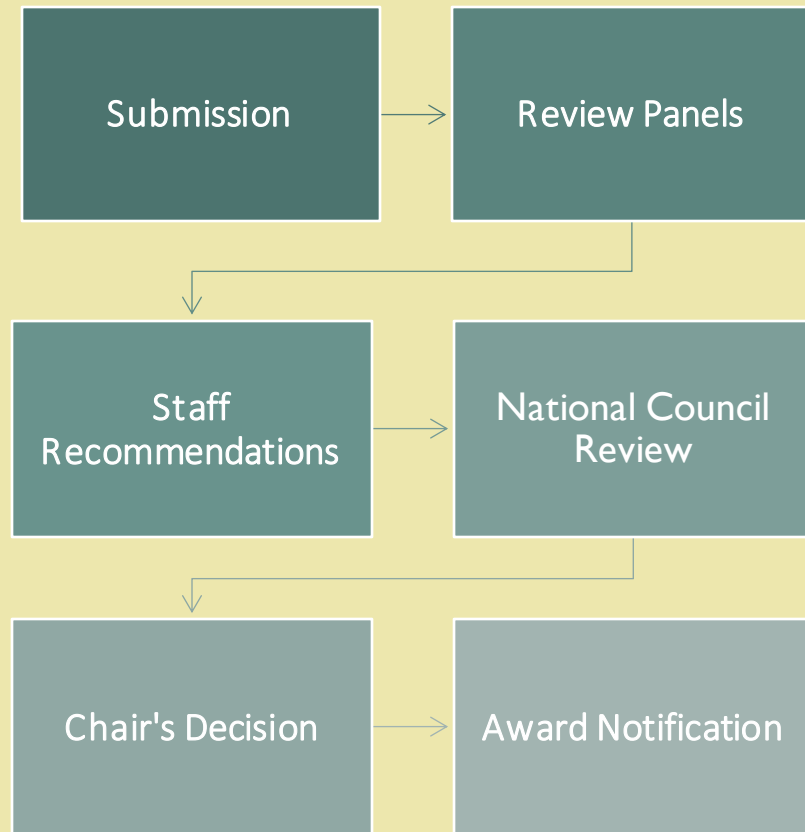 Submission
Review Panels
Staff
Recommendations
National Council
Review
Chair's Decision
Award Notification